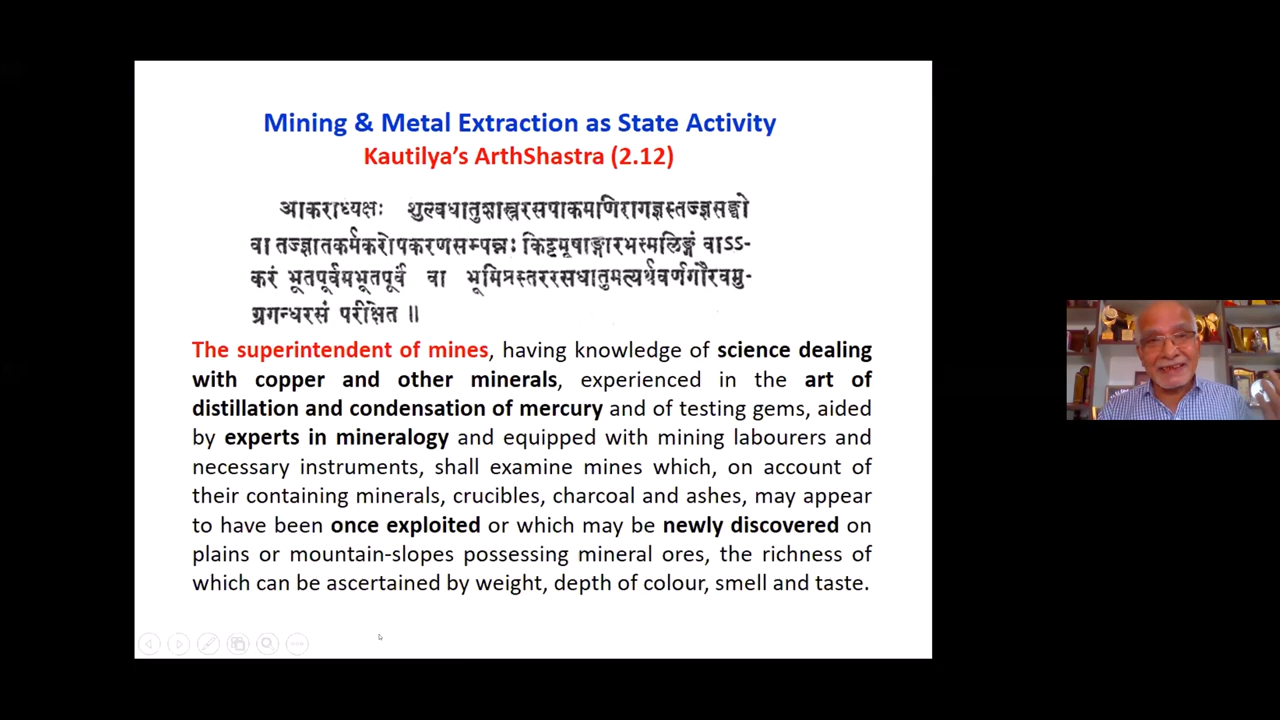 Mining & Metal Extraction as State Activity
Kautilya's ArthShastra (2.12)
आकराध्यक्षः शुल्वधातुशास्त्ररसपाकमणिरागज्ञस्तज्ज्ञसखो
वा तज्ज्ञातकर्मकरोपकरणसम्पन्नः किट्टमूषाङ्गारभस्मलिङ्गं वाऽऽ-
करं भूतपूर्वमभूतपूर्वं वा भूमिप्रस्तररसधातुमत्यर्थवर्णगौरवमु-
ग्रगन्धरसं परीक्षेत ॥
The superintendent of mines, having knowledge of science dealing
with copper and other minerals, experienced in the art of
distillation and condensation of mercury and of testing gems, aided
by experts in mineralogy and equipped with mining labourers and
necessary instruments, shall examine mines which, on account of
their containing minerals, crucibles, charcoal and ashes, may appear
to have been once exploited or which may be newly discovered on
plains or mountain-slopes possessing mineral ores, the richness of
which can be ascertained by weight, depth of colour, smell and taste.